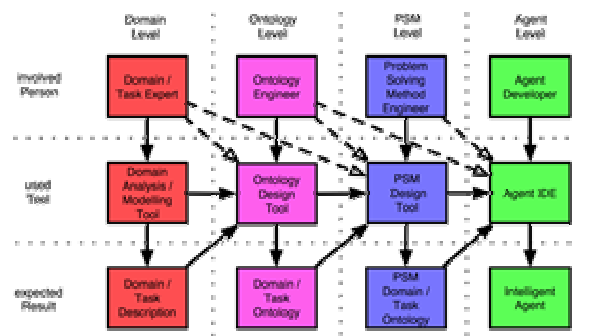 Domain Level
Ontology Level
PSM Level
Agent Level
involved Person
Domain / Task Expert
Ontology Engineer
Problem Solving Method Engineer
Agent Developer
used Tool
Domain Analysis / Modelling Tool
Ontology Design Tool
PSM Design Tool
Agent IDE
expected Result
Domain / Task Description
Domain / Task Ontology
PSM Domain / Task Ontology
Intelligent Agent